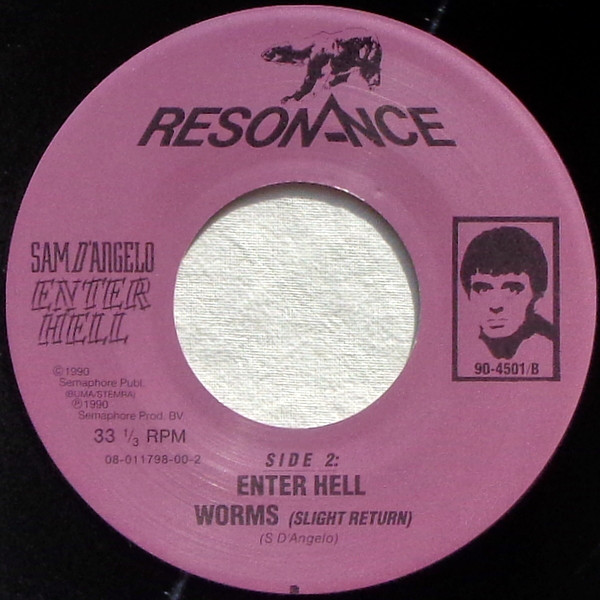 RESONANCE
SAM D'ANGELO
ENTER
HELL
90-4501/B
©1990
Semaphore Publ.
(BUMA/STEMRA)
℗1990
Semaphore Prod. BV
33 1/3 RPM
08-011798-00-2
SIDE 2:
ENTER HELL
WORMS (SLIGHT RETURN)
(S D'Angelo)